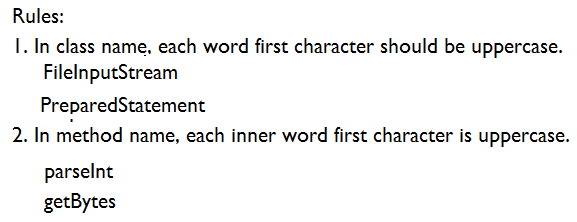 Rules:
1. In class name, each word first character should be uppercase.
FileInputStream
PreparedStatement
2. In method name, each inner word first character is uppercase.
parseInt
getBytes